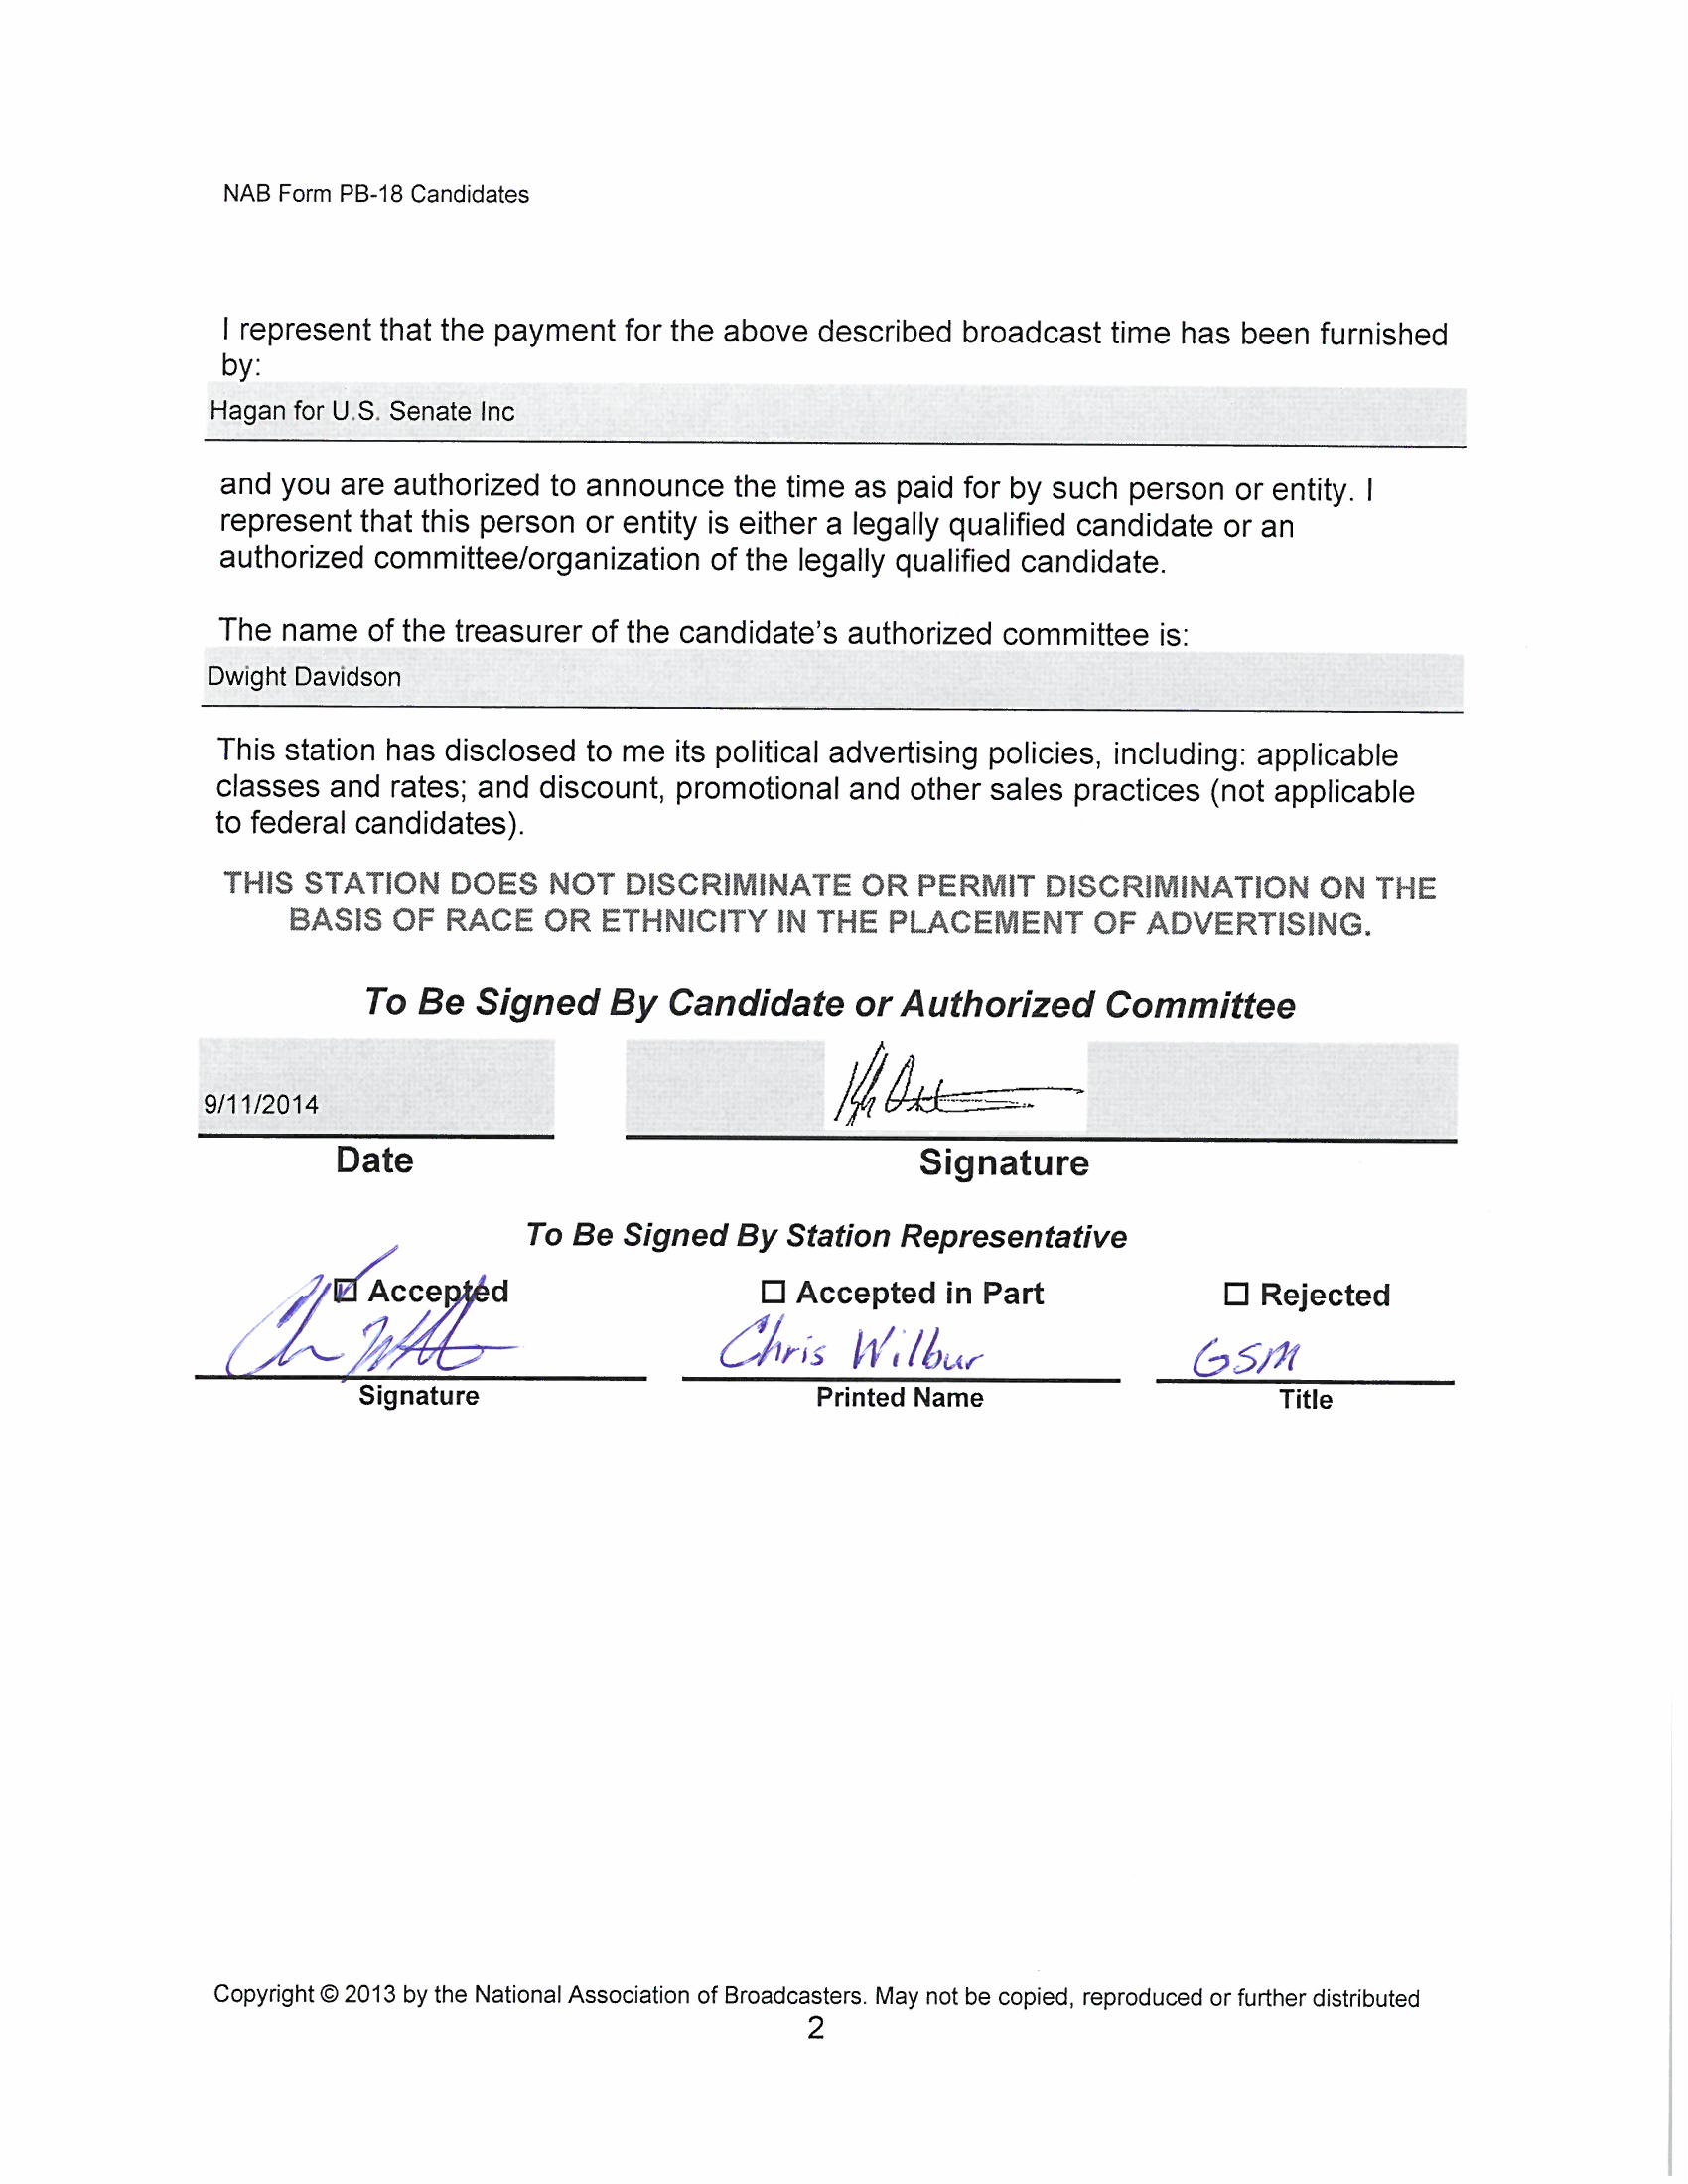 NAB Form PB-18 Candidates
I represent that the payment for the above described broadcast time has been furnished
by:
Hagan for U.S. Senate Inc
and you are authorized to announce the time as paid for by such person or entity. I
represent that this person or entity is either a legally qualified candidate or an
authorized committee/organization of the legally qualified candidate.
The name of the treasurer of the candidate's authorized committee is:
Dwight Davidson
This station has disclosed to me its political advertising policies, including: applicable
classes and rates; and discount, promotional and other sales practices (not applicable
to federal candidates).
THIS STATION DOES NOT DISCRIMINATE OR PERMIT DISCRIMINATION ON THE
BASIS OF RACE OR ETHNICITY IN THE PLACEMENT OF ADVERTISING.
To Be Signed By Candidate or Authorized Committee
9/11/2014
Date Signature
To Be Signed By Station Representative
Accepted Accepted in Part Rejected
Chris Wilbur GSM
Signature Printed Name Title
Copyright © 2013 by the National Association of Broadcasters. May not be copied, reproduced or further distributed
2